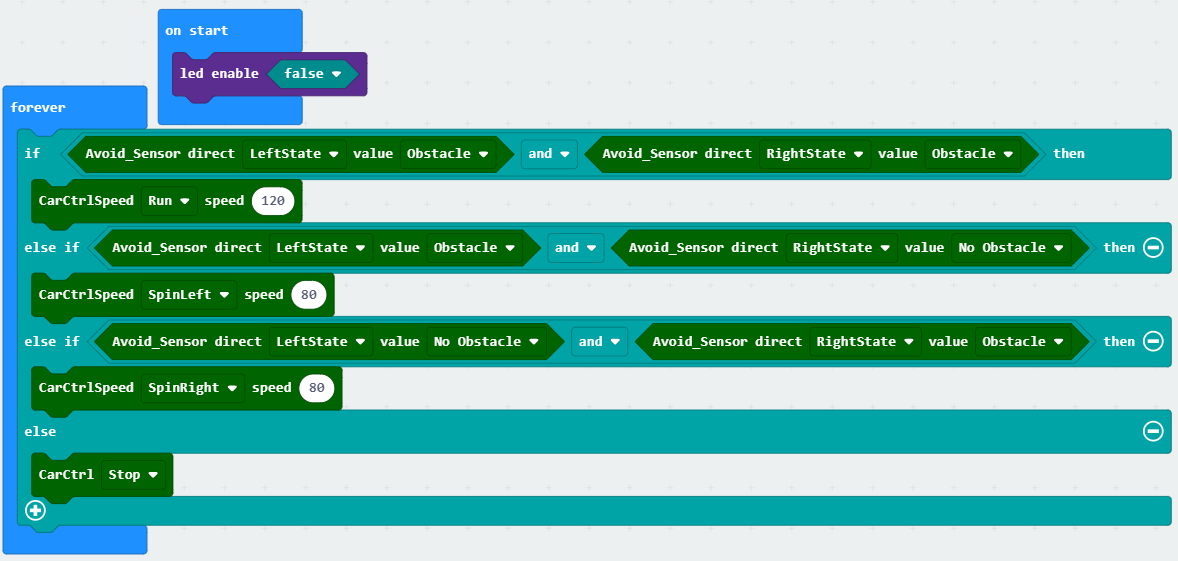 on start
led enable false
forever
if Avoid_Sensor direct LeftState value Obstacle and Avoid_Sensor direct RightState value Obstacle then
CarCtrlSpeed Run speed 120
else if Avoid_Sensor direct LeftState value Obstacle and Avoid_Sensor direct RightState value No Obstacle then
CarCtrlSpeed SpinLeft speed 80
else if Avoid_Sensor direct LeftState value No Obstacle and Avoid_Sensor direct RightState value Obstacle then
CarCtrlSpeed SpinRight speed 80
else
CarCtrl Stop